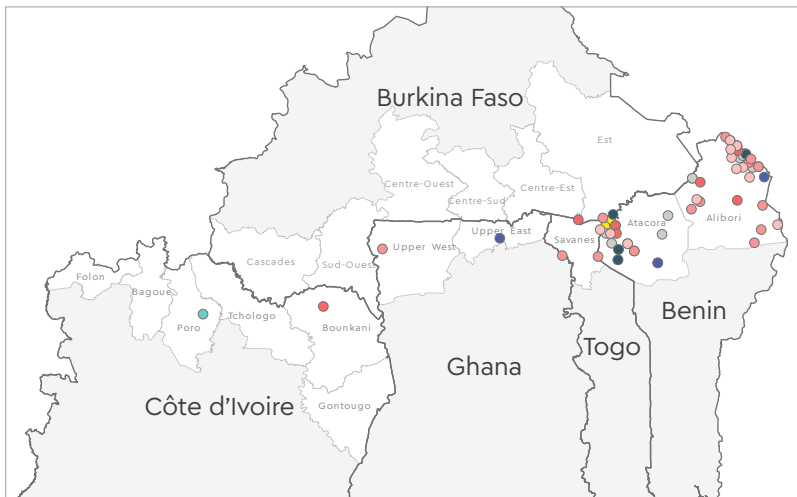 Burkina Faso
Est
Centre-Ouest
Centre-Est
Centre-Sud
Alibori
Atacora
Upper East
Savanes
Upper West
Cascades
Sud-Ouest
Folon
Bagoue
Benin
Poro
Tchologo
Bounkani
Togo
Ghana
Côte d'Ivoire
Gontougo